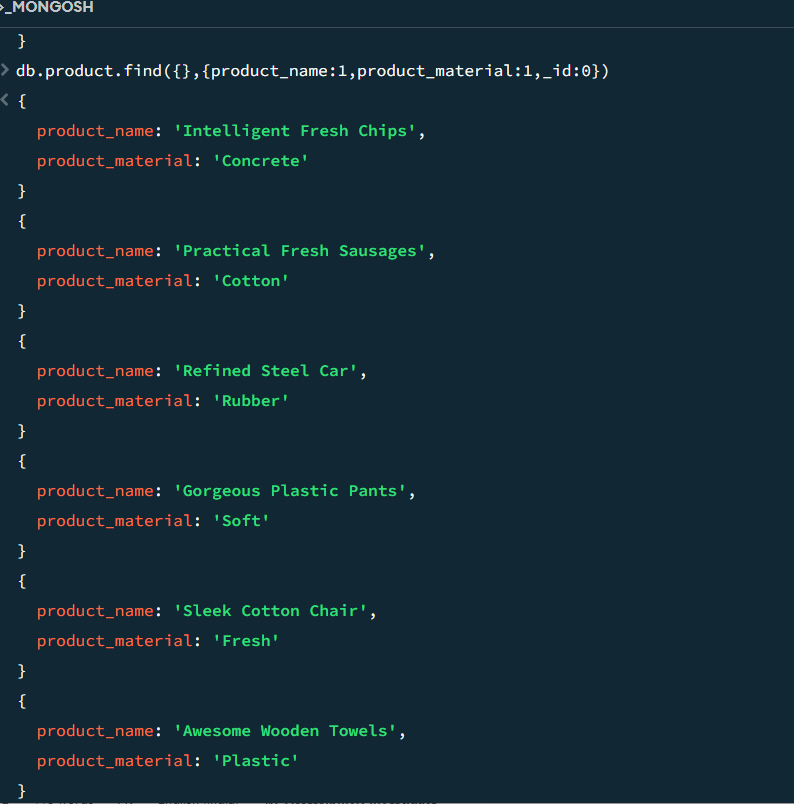 >_MONGOSH
}
> db.product.find({},{product_name:1,product_material:1,_id:0})
< {
product_name: 'Intelligent Fresh Chips',
product_material: 'Concrete'
}
{
product_name: 'Practical Fresh Sausages',
product_material: 'Cotton'
}
{
product_name: 'Refined Steel Car',
product_material: 'Rubber'
}
{
product_name: 'Gorgeous Plastic Pants',
product_material: 'Soft'
}
{
product_name: 'Sleek Cotton Chair',
product_material: 'Fresh'
}
{
product_name: 'Awesome Wooden Towels',
product_material: 'Plastic'
}